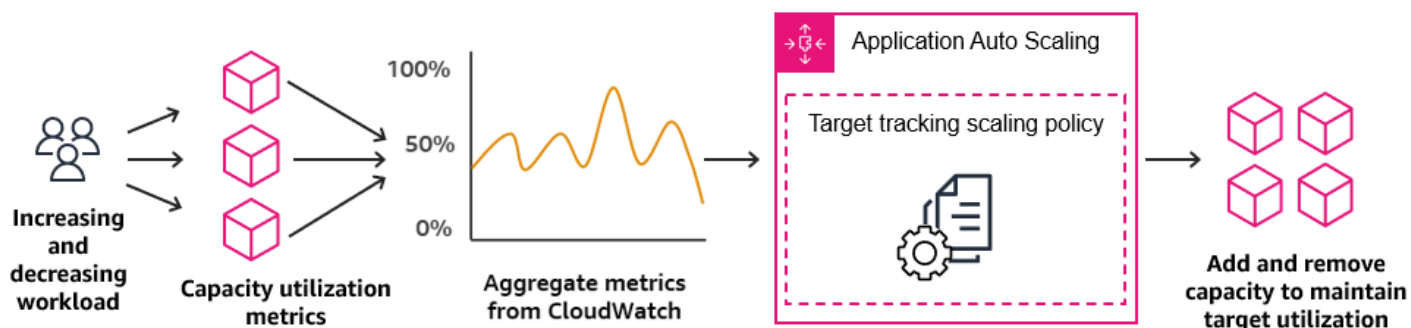 Increasing
and
decreasing
workload
Capacity utilization
metrics
100%
50%
0%
Aggregate metrics
from CloudWatch
Application Auto Scaling
Target tracking scaling policy
Add and remove
capacity to maintain
target utilization